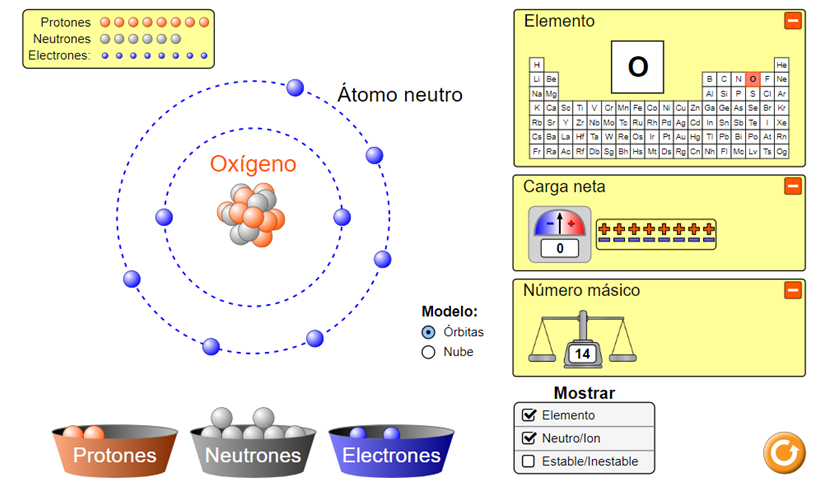 Protones
Neutrones
Electrones:
Átomo neutro
Oxígeno
Modelo:
Órbitas
Nube
Protones
Neutrones
Electrones
Elemento
O
H He
Li Be B C N O F Ne
Na Mg Al Si P S Cl Ar
K Ca Sc Ti V Cr Mn Fe Co Ni Cu Zn Ga Ge As Se Br Kr
Rb Sr Y Zr Nb Mo Tc Ru Rh Pd Ag Cd In Sn Sb Te I Xe
Cs Ba La Hf Ta W Re Os Ir Pt Au Hg Tl Pb Bi Po At Rn
Fr Ra Ac Rf Db Sg Bh Hs Mt Ds Rg Cn Nh Fl Mc Lv Ts Og
Carga neta
- +
0
Número másico
14
Mostrar
Elemento
Neutro/Ion
Estable/Inestable